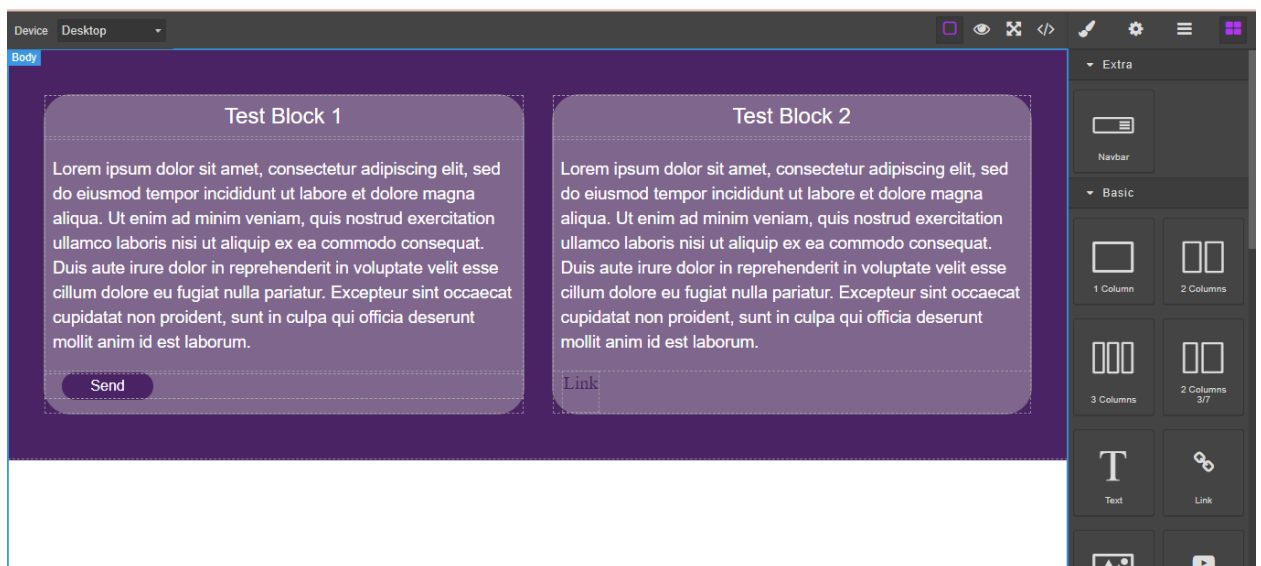 Device Desktop
Body
Test Block 1
Lorem ipsum dolor sit amet, consectetur adipiscing elit, sed
do eiusmod tempor incididunt ut labore et dolore magna
aliqua. Ut enim ad minim veniam, quis nostrud exercitation
ullamco laboris nisi ut aliquip ex ea commodo consequat.
Duis aute irure dolor in reprehenderit in voluptate velit esse
cillum dolore eu fugiat nulla pariatur. Excepteur sint occaecat
cupidatat non proident, sunt in culpa qui officia deserunt
mollit anim id est laborum.
Send
Test Block 2
Lorem ipsum dolor sit amet, consectetur adipiscing elit, sed
do eiusmod tempor incididunt ut labore et dolore magna
aliqua. Ut enim ad minim veniam, quis nostrud exercitation
ullamco laboris nisi ut aliquip ex ea commodo consequat.
Duis aute irure dolor in reprehenderit in voluptate velit esse
cillum dolore eu fugiat nulla pariatur. Excepteur sint occaecat
cupidatat non proident, sunt in culpa qui officia deserunt
mollit anim id est laborum.
Link
Extra
Navbar
Basic
1 Column
2 Columns
3 Columns
2 Columns
3/7
Text
Link